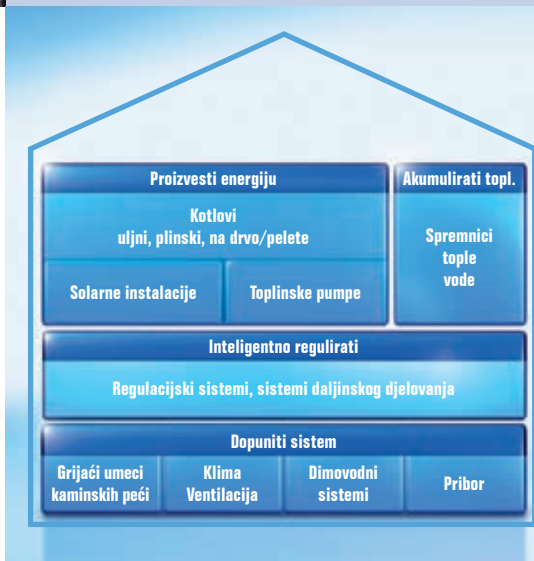 Proizvesti energiju
Kotlovi
uljni, plinski, na drvo/pelete
Solarne instalacije
Toplinske pumpe
Akumulirati topl.
Spremnici
tople
vode
Inteligentno regulirati
Regulacijski sistemi, sistemi daljinskog djelovanja
Dopuniti sistem
Grijaći umeci
kaminskih peći
Klima
Ventilacija
Dimovodni
sistemi
Pribor